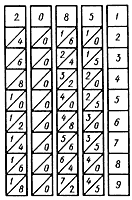 2 0 8 5 1
/4 /0 1/6 1/0 2
/6 /0 2/4 1/5 3
/8 /0 3/2 2/0 4
1/0 /0 4/0 2/5 5
1/2 /0 4/8 3/0 6
1/4 /0 5/6 3/5 7
1/6 /0 6/4 4/0 8
1/8 /0 7/2 4/5 9